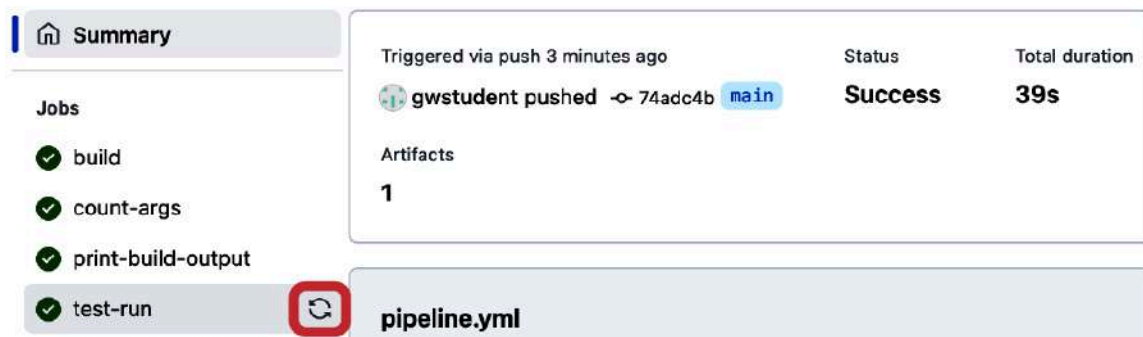 Summary
Jobs
build
count-args
print-build-output
test-run
Triggered via push 3 minutes ago
gwstudent pushed 74adc4b main
Status
Success
Total duration
39s
Artifacts
1
pipeline.yml